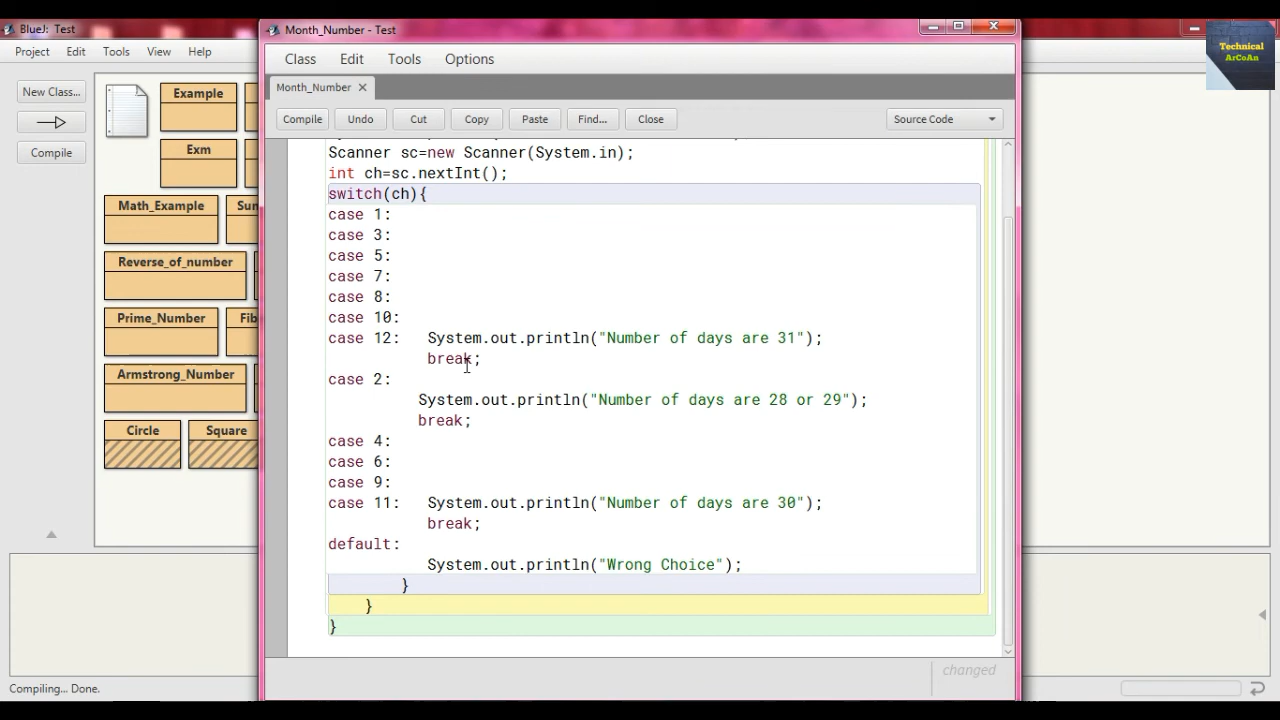 BlueJ: Test
Project Edit Tools View Help
New Class...
Compile
Example
Exm
Math_Example
Sun
Reverse_of_number
Prime_Number
Fib
Armstrong_Number
Circle
Square
Compiling... Done.
Month_Number - Test
Class Edit Tools Options
Month_Number
Compile Undo Cut Copy Paste Find... Close Source Code
Scanner sc=new Scanner(System.in);
int ch=sc.nextInt();
switch(ch){
case 1:
case 3:
case 5:
case 7:
case 8:
case 10:
case 12: System.out.println("Number of days are 31");
break;
case 2:
System.out.println("Number of days are 28 or 29");
break;
case 4:
case 6:
case 9:
case 11: System.out.println("Number of days are 30");
break;
default:
System.out.println("Wrong Choice");
}
}
}
changed
Technical
ArCoAn